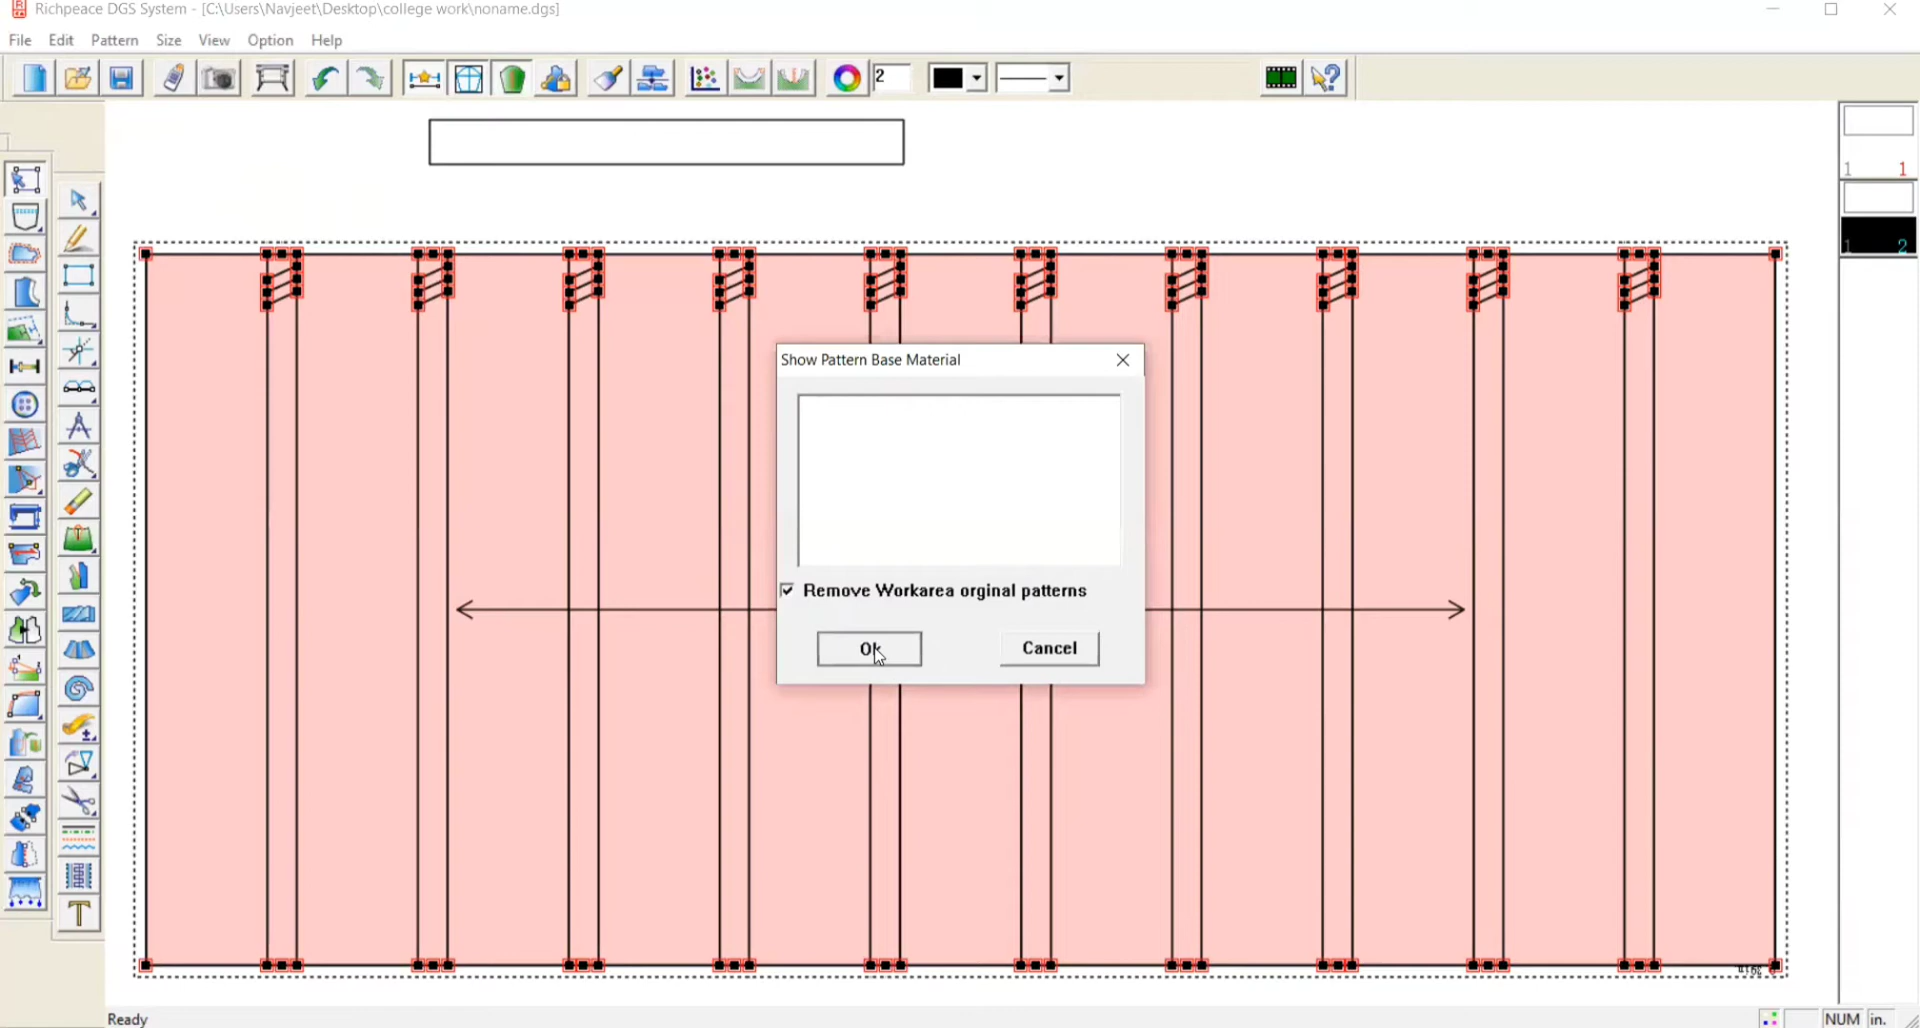 Richpeace DGS System - [C:\Users\Navjeet\Desktop\college work\noname.dgs]
File Edit Pattern Size View Option Help
2
1 1
1 2
Show Pattern Base Material
Remove Workarea orginal patterns
Ok Cancel
Ready NUM in.